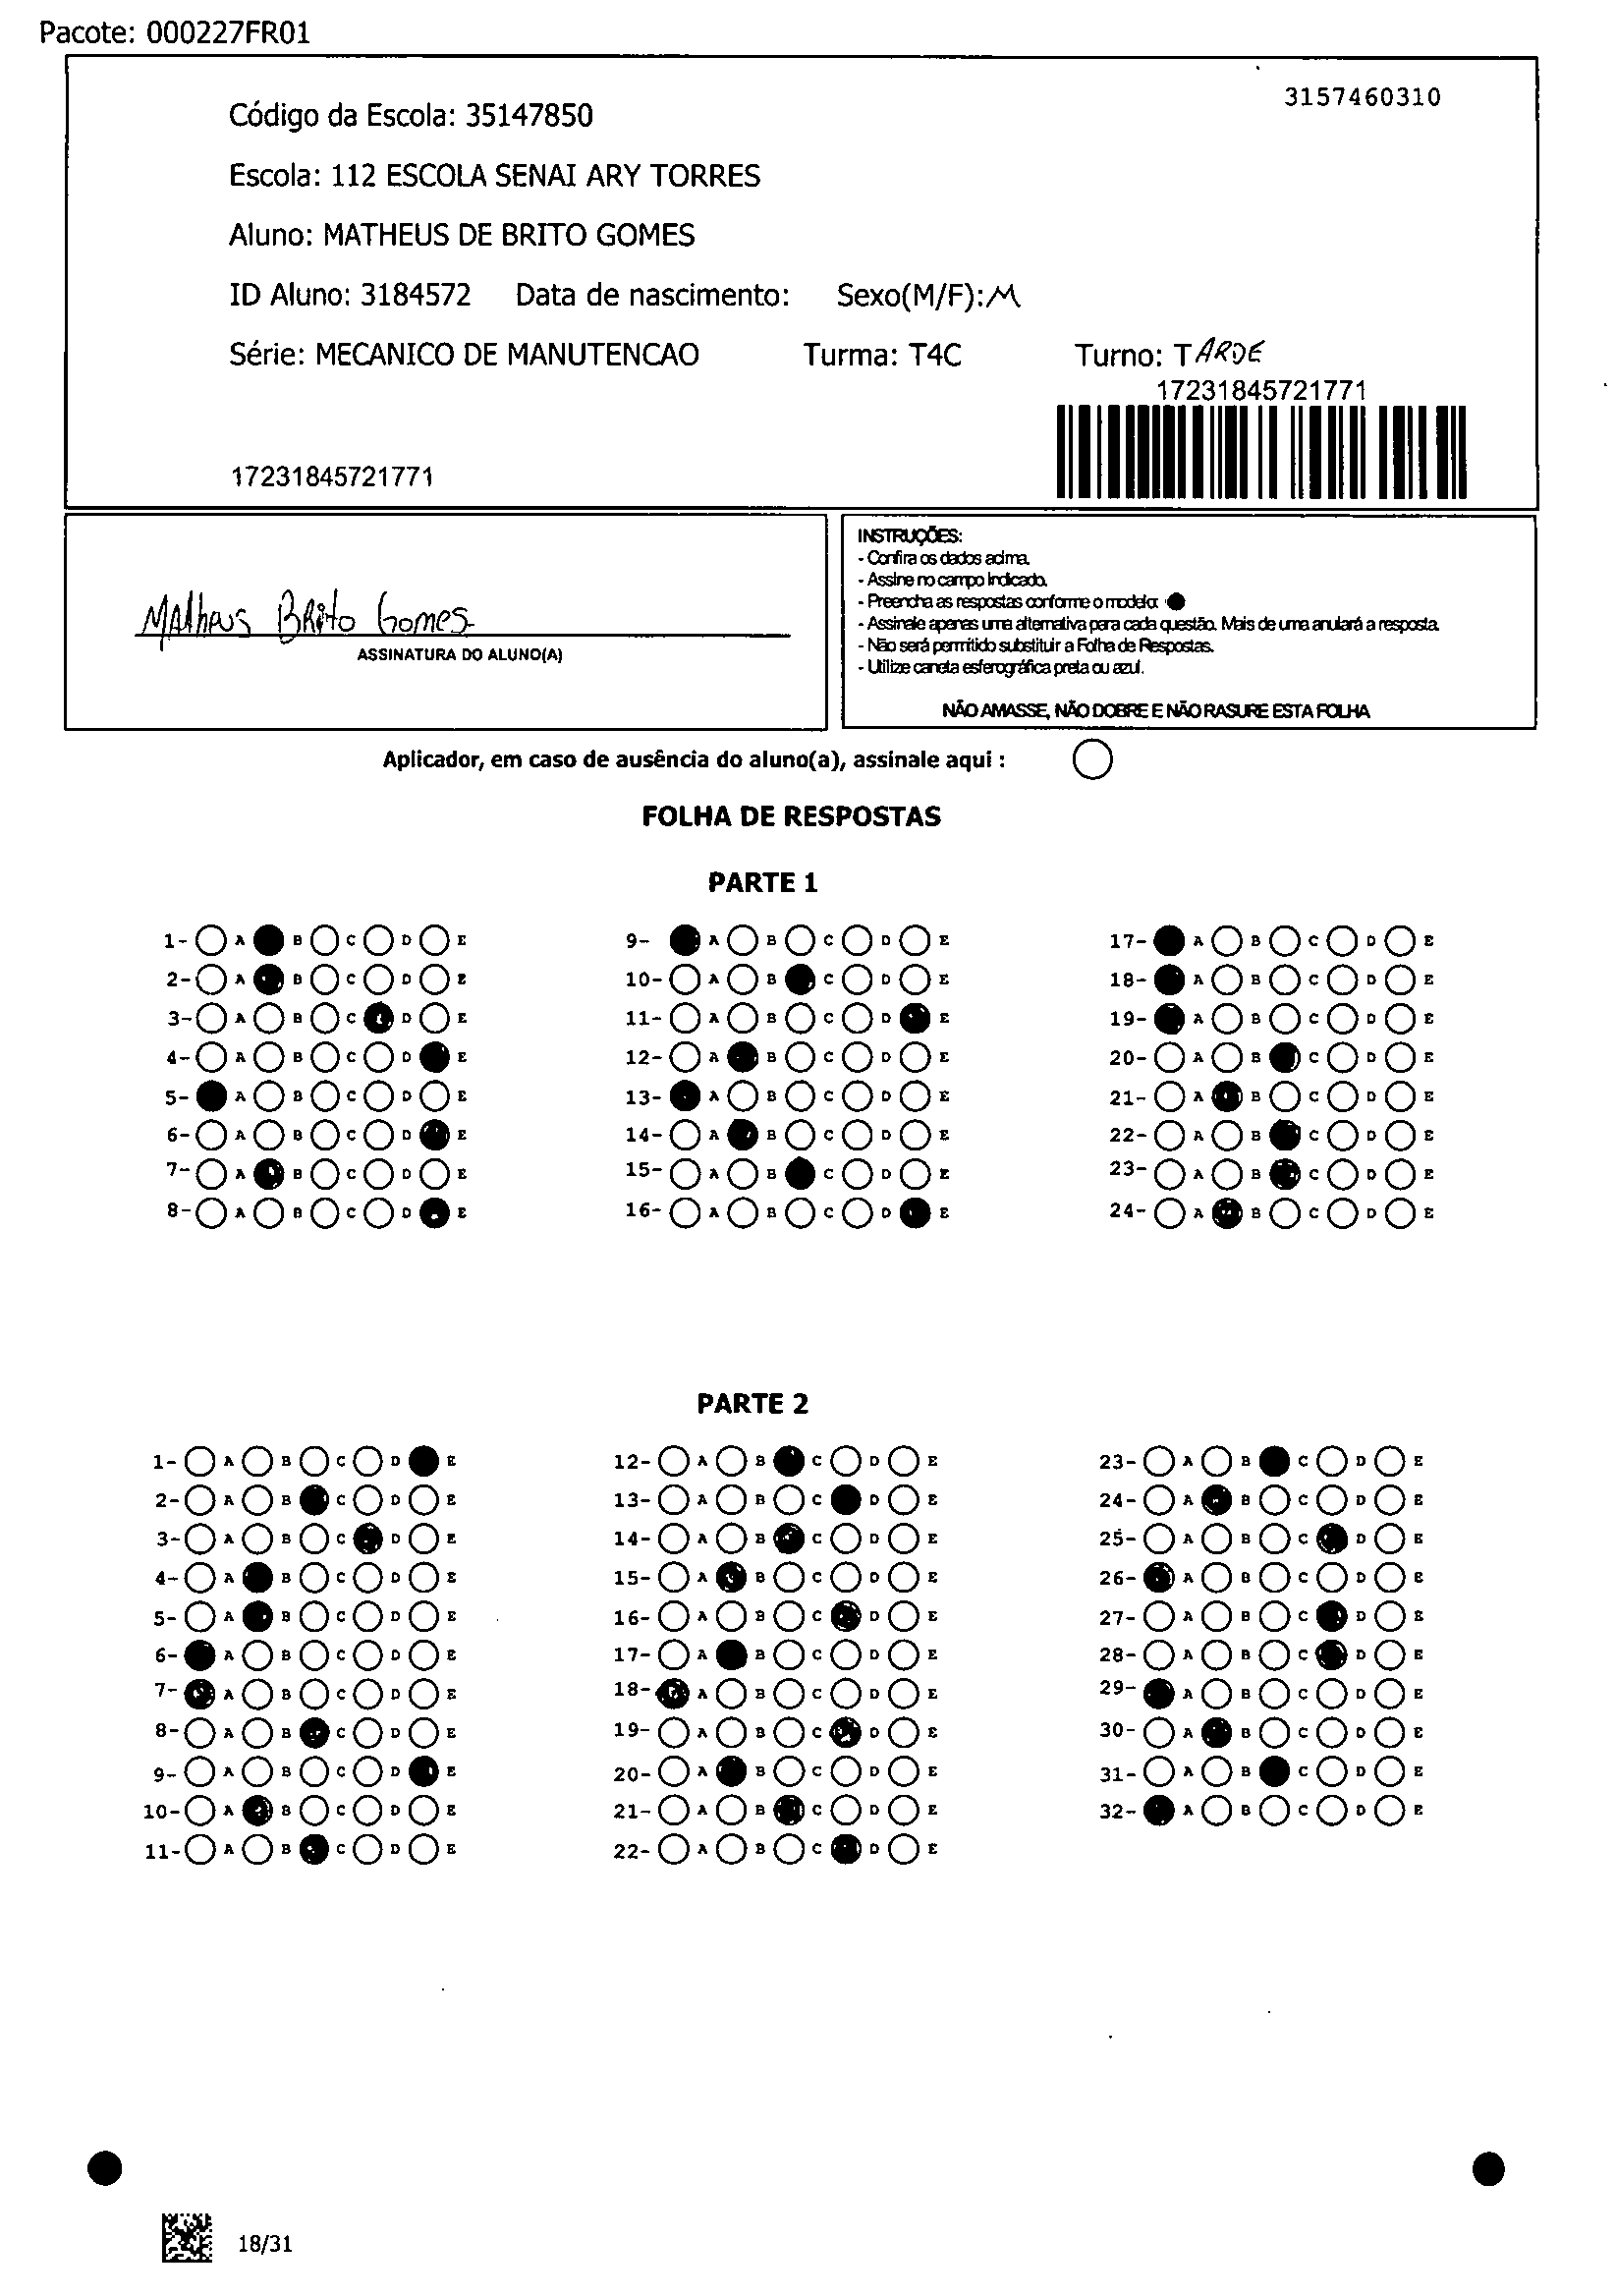 Pacote: 000227FR01
3157460310
Código da Escola: 35147850
Escola: 112 ESCOLA SENAI ARY TORRES
Aluno: MATHEUS DE BRITO GOMES
ID Aluno: 3184572 Data de nascimento: Sexo(M/F): M
Série: MECANICO DE MANUTENCAO Turma: T4C Turno: TARDE
17231845721771
17231845721771
Matheus Brito Gomes
ASSINATURA DO ALUNO(A)
INSTRUÇÕES:
- Confira os dados acima.
- Assine no campo indicado.
- Preencha as respostas conforme o modelo:
- Assinale apenas uma alternativa para cada questão. Mais de uma anulará a resposta.
- Não será permitido substituir a Folha de Respostas.
- Utilize caneta esferográfica preta ou azul.
NÃO AMASSE, NÃO DOBRE E NÃO RASURE ESTA FOLHA
Aplicador, em caso de ausência do aluno(a), assinale aqui :
FOLHA DE RESPOSTAS
PARTE 1
1- A B C D E 9- A B C D E 17- A B C D E
2- A B C D E 10- A B C D E 18- A B C D E
3- A B C D E 11- A B C D E 19- A B C D E
4- A B C D E 12- A B C D E 20- A B C D E
5- A B C D E 13- A B C D E 21- A B C D E
6- A B C D E 14- A B C D E 22- A B C D E
7- A B C D E 15- A B C D E 23- A B C D E
8- A B C D E 16- A B C D E 24- A B C D E
PARTE 2
1- A B C D E 12- A B C D E 23- A B C D E
2- A B C D E 13- A B C D E 24- A B C D E
3- A B C D E 14- A B C D E 25- A B C D E
4- A B C D E 15- A B C D E 26- A B C D E
5- A B C D E 16- A B C D E 27- A B C D E
6- A B C D E 17- A B C D E 28- A B C D E
7- A B C D E 18- A B C D E 29- A B C D E
8- A B C D E 19- A B C D E 30- A B C D E
9- A B C D E 20- A B C D E 31- A B C D E
10- A B C D E 21- A B C D E 32- A B C D E
11- A B C D E 22- A B C D E
18/31